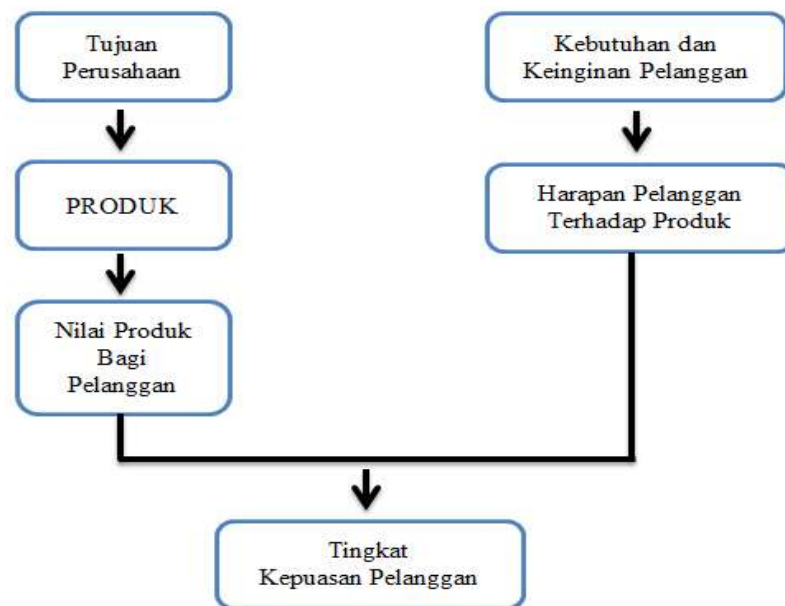 Tujuan
Perusahaan
Kebutuhan dan
Keinginan Pelanggan
PRODUK
Harapan Pelanggan
Terhadap Produk
Nilai Produk
Bagi
Pelanggan
Tingkat
Kepuasan Pelanggan